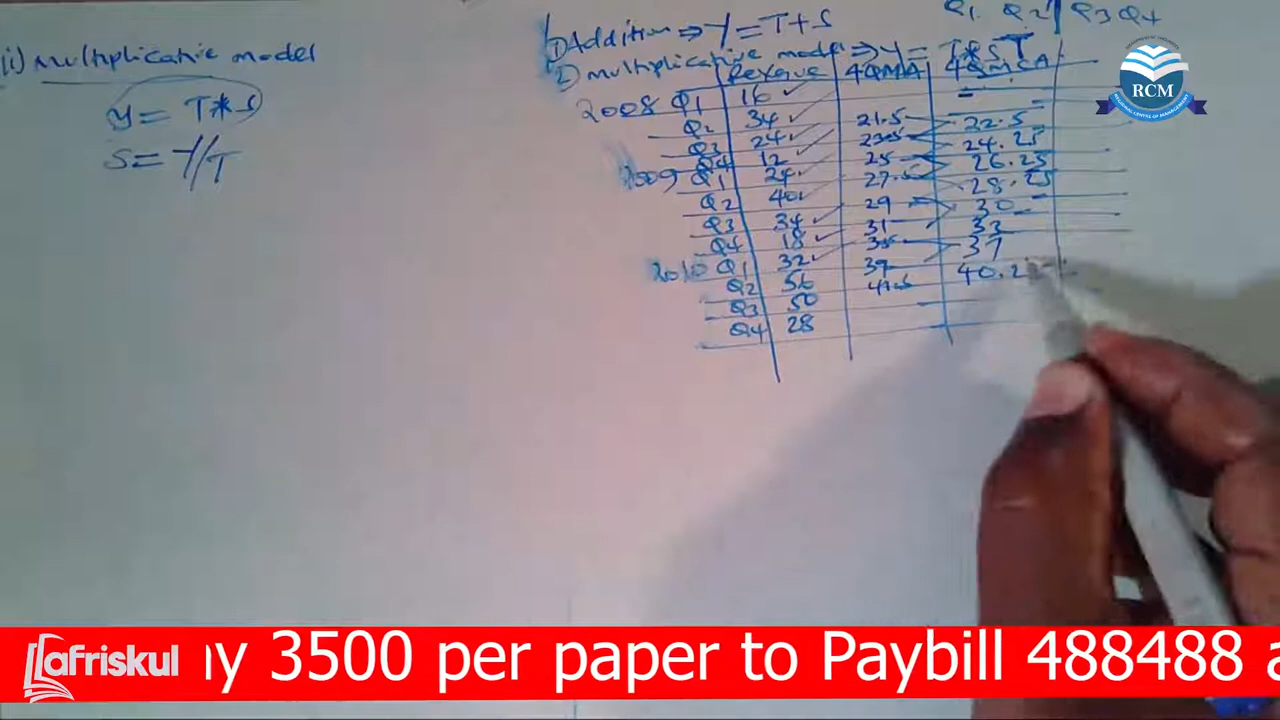 ii) Multiplicative model
y = T * S
S = Y/T
1) Addition ⇒ Y = T + S
2) multiplicative model ⇒ Y = T * S
Q1 Q2 Q3 Q4
T
Revenue 4QMA 4QMCA
2008 Q1 16 -
Q2 34 21.5 -
Q3 24 23.5 22.5
Q4 12 25 24.25
2009 Q1 24 27.5 26.25
Q2 40 29 28.25
Q3 34 31 30
Q4 18 35 33
2010 Q1 32 39 37
Q2 56 41.5 40.25
Q3 50
Q4 28
RCM
REGIONAL CENTRE OF MANAGEMENT
afriskul
y 3500 per paper to Paybill 488488 a